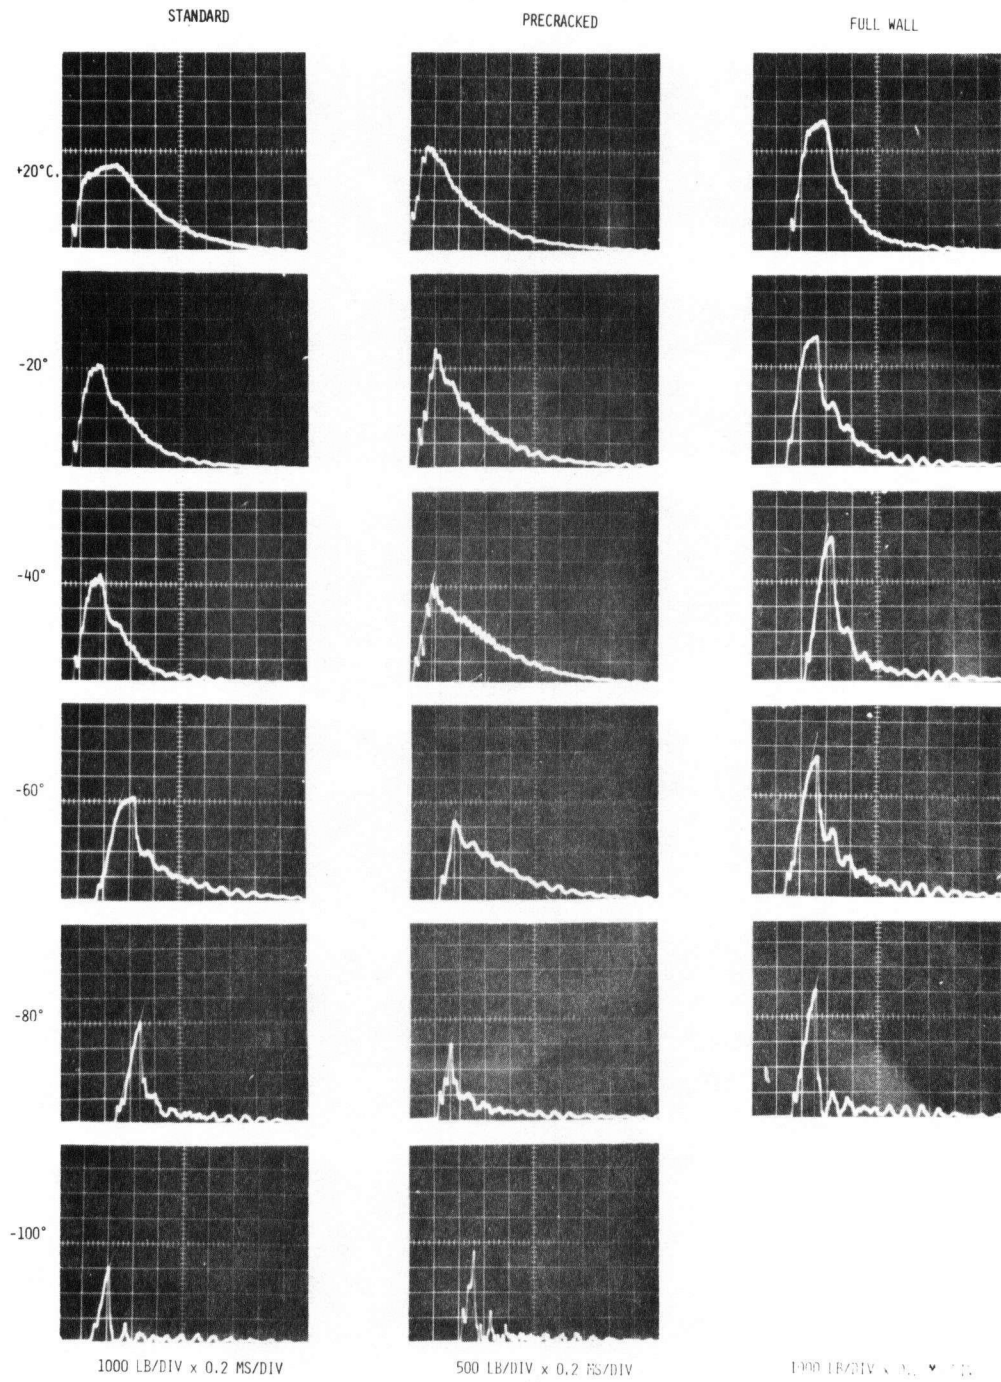 STANDARD
PRECRACKED
FULL WALL
+20°C.
-20°
-40°
-60°
-80°
-100°
1000 LB/DIV x 0.2 MS/DIV
500 LB/DIV x 0.2 MS/DIV
1000 LB/DIV